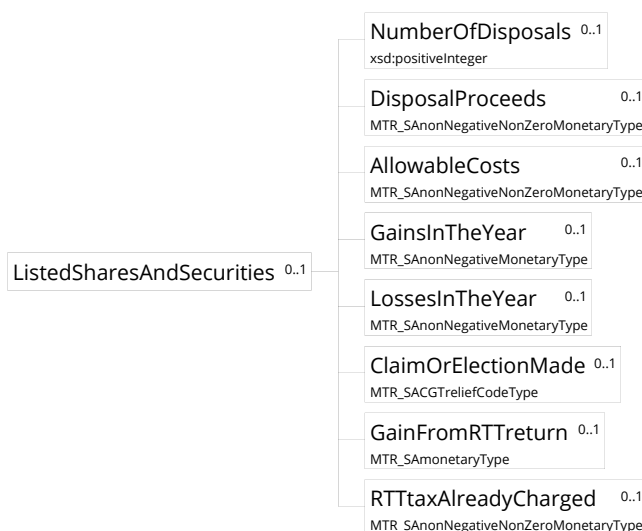 NumberOfDisposals 0..1
xsd:positiveInteger
DisposalProceeds 0..1
MTR_SAnonNegativeNonZeroMonetaryType
AllowableCosts 0..1
MTR_SAnonNegativeNonZeroMonetaryType
GainsInTheYear 0..1
MTR_SAnonNegativeMonetaryType
ListedSharesAndSecurities 0..1
LossesInTheYear 0..1
MTR_SAnonNegativeMonetaryType
ClaimOrElectionMade 0..1
MTR_SACGTreliefCodeType
GainFromRTTreturn 0..1
MTR_SAmonetaryType
RTTtaxAlreadyCharged 0..1
MTR_SAnonNegativeNonZeroMonetaryType